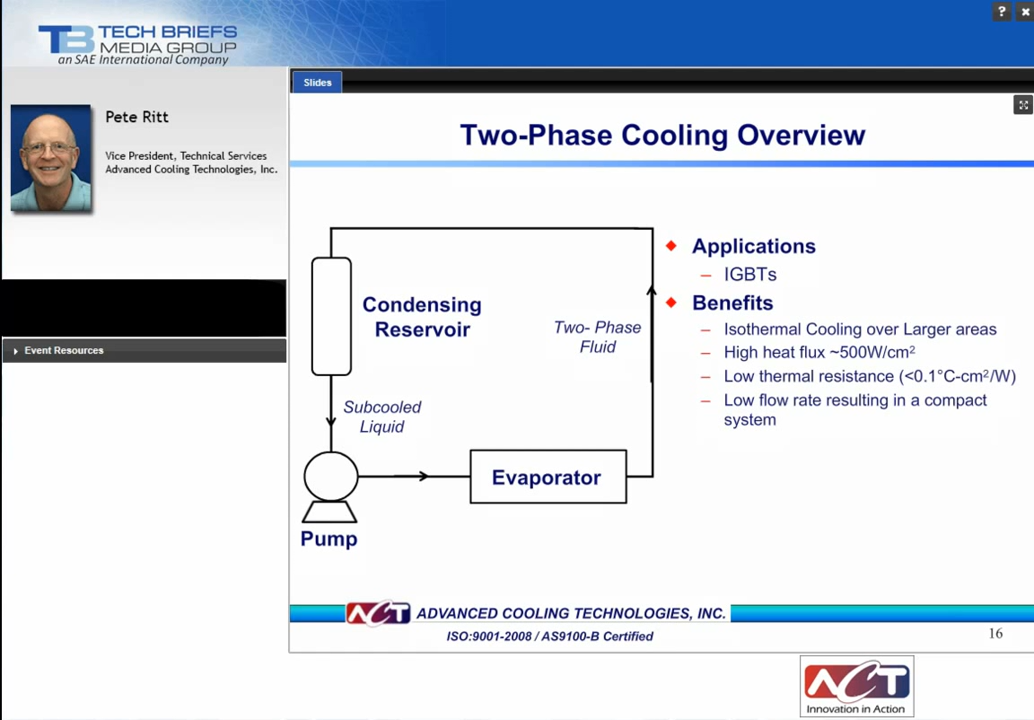 TB TECH BRIEFS
MEDIA GROUP
an SAE International Company
? ×
Pete Ritt
Vice President, Technical Services
Advanced Cooling Technologies, Inc.
Event Resources
Slides
Two-Phase Cooling Overview
Condensing
Reservoir
Two- Phase
Fluid
Subcooled
Liquid
Evaporator
Pump
Applications
– IGBTs
Benefits
– Isothermal Cooling over Larger areas
– High heat flux ~500W/cm²
– Low thermal resistance (<0.1°C-cm²/W)
– Low flow rate resulting in a compact
system
ACT ADVANCED COOLING TECHNOLOGIES, INC.
ISO:9001-2008 / AS9100-B Certified
16
ACT
Innovation in Action